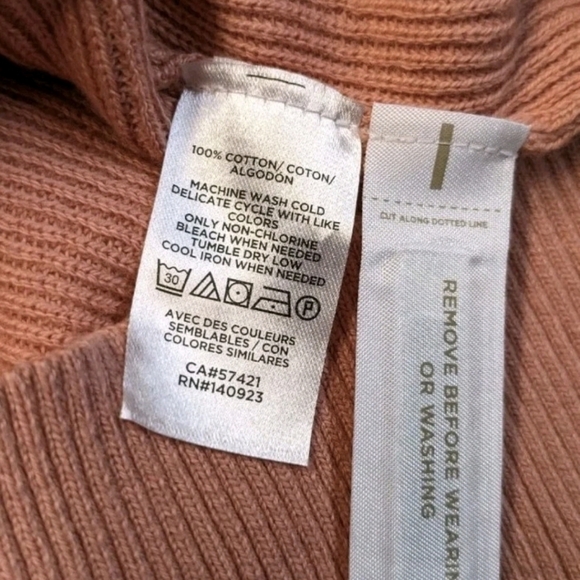 100% COTTON/ COTON/
ALGODÓN
MACHINE WASH COLD
DELICATE CYCLE WITH LIKE
COLORS
ONLY NON-CHLORINE
BLEACH WHEN NEEDED
TUMBLE DRY LOW
COOL IRON WHEN NEEDED
30 P
AVEC DES COULEURS
SEMBLABLES / CON
COLORES SIMILARES
CA#57421
RN#140923
CUT ALONG DOTTED LINE
REMOVE BEFORE WEARI
OR WASHING